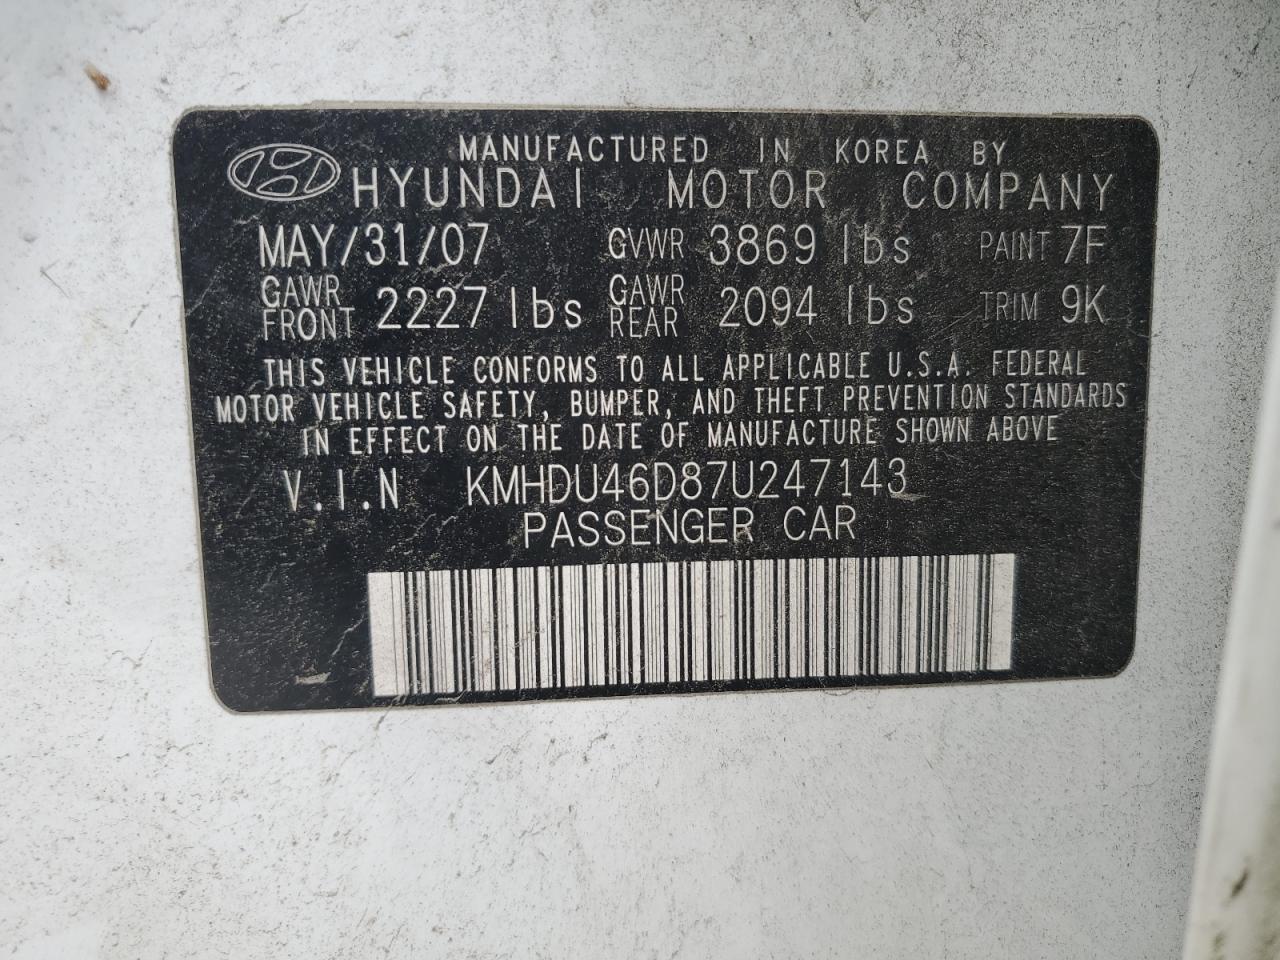 MANUFACTURED IN KOREA BY
HYUNDAI MOTOR COMPANY
MAY/31/07 GVWR 3869 lbs PAINT 7F
GAWR FRONT 2227 lbs GAWR REAR 2094 lbs TRIM 9K
THIS VEHICLE CONFORMS TO ALL APPLICABLE U.S.A. FEDERAL
MOTOR VEHICLE SAFETY, BUMPER, AND THEFT PREVENTION STANDARDS
IN EFFECT ON THE DATE OF MANUFACTURE SHOWN ABOVE
V.I.N KMHDU46D87U247143
PASSENGER CAR